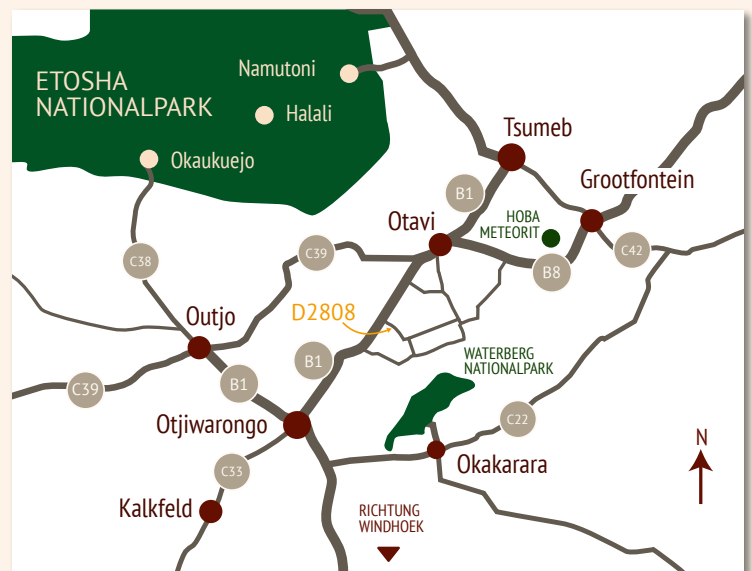 ETOSHA
NATIONALPARK
Namutoni
Halali
Okaukuejo
Tsumeb
Grootfontein
B1
HOBA
METEORIT
Otavi
C38
C39
B8
C42
Outjo
D2808
B1
WATERBERG
NATIONALPARK
C39
B1
Otjiwarongo
C22
C33
Okakarara
N
Kalkfeld
RICHTUNG
WINDHOEK